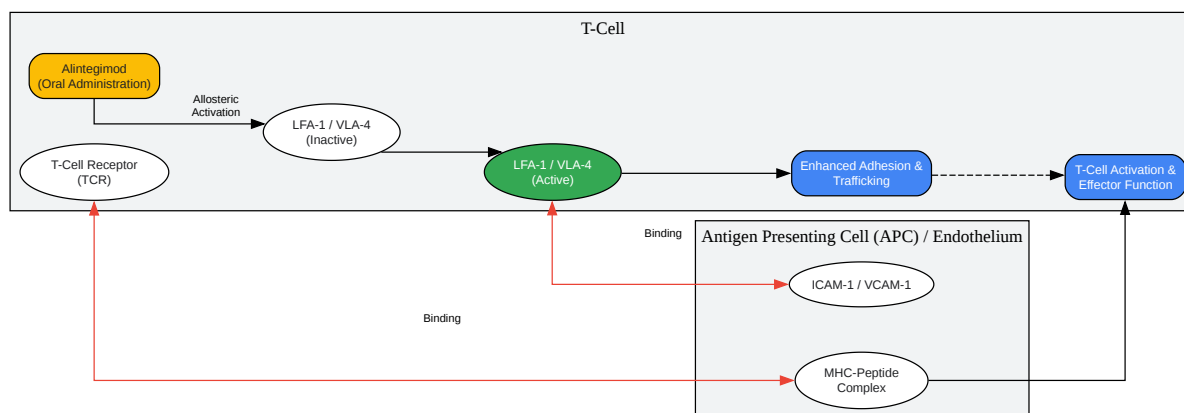 T-Cell
Alintegimod
(Oral Administration)
Allosteric
Activation
LFA-1 / VLA-4
(Inactive)
T-Cell Receptor
(TCR)
LFA-1 / VLA-4
(Active)
Enhanced Adhesion &
Trafficking
T-Cell Activation &
Effector Function
Binding
Antigen Presenting Cell (APC) / Endothelium
ICAM-1 / VCAM-1
Binding
MHC-Peptide
Complex